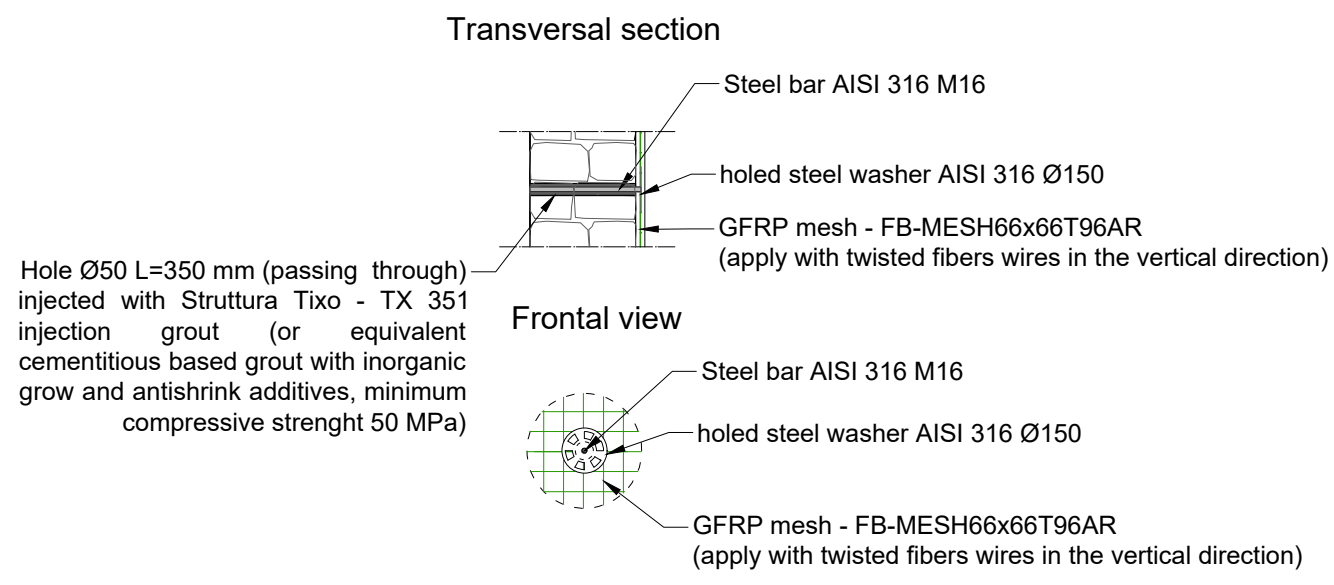 Transversal section
Steel bar AISI 316 M16
holed steel washer AISI 316 Ø150
GFRP mesh - FB-MESH66x66T96AR
(apply with twisted fibers wires in the vertical direction)
Hole Ø50 L=350 mm (passing through)
injected with Struttura Tixo - TX 351
injection grout (or equivalent
cementitious based grout with inorganic
grow and antishrink additives, minimum
compressive strenght 50 MPa)
Frontal view
Steel bar AISI 316 M16
holed steel washer AISI 316 Ø150
GFRP mesh - FB-MESH66x66T96AR
(apply with twisted fibers wires in the vertical direction)